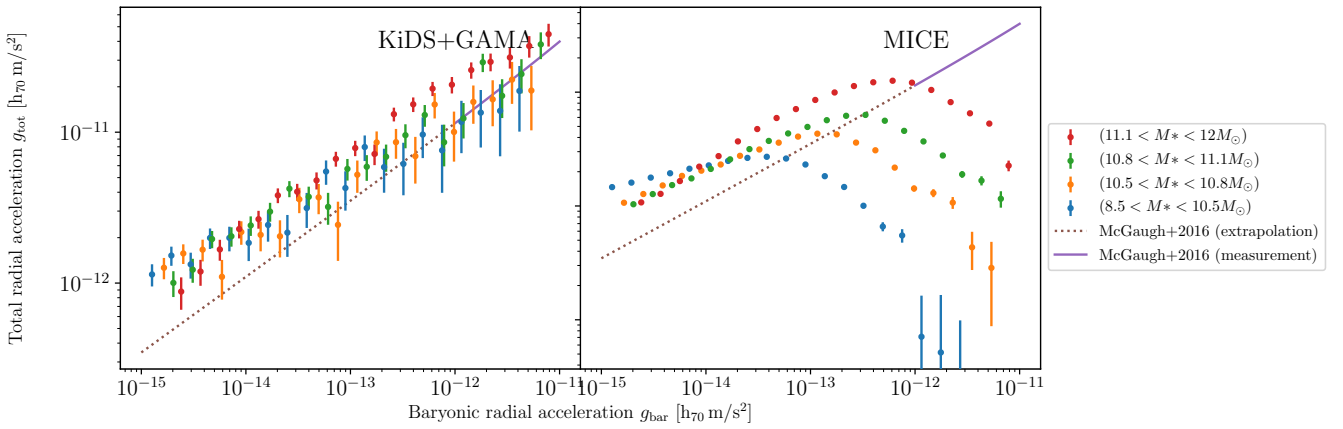 KiDS+GAMA
MICE
Total radial acceleration g_tot [h_70 m/s²]
10⁻¹¹
10⁻¹²
10⁻¹⁵
10⁻¹⁴
10⁻¹³
10⁻¹²
10⁻¹¹
10⁻¹⁵
10⁻¹⁴
10⁻¹³
10⁻¹²
10⁻¹¹
Baryonic radial acceleration g_bar [h_70 m/s²]
(11.1 < M* < 12M_⊙)
(10.8 < M* < 11.1M_⊙)
(10.5 < M* < 10.8M_⊙)
(8.5 < M* < 10.5M_⊙)
McGaugh+2016 (extrapolation)
McGaugh+2016 (measurement)